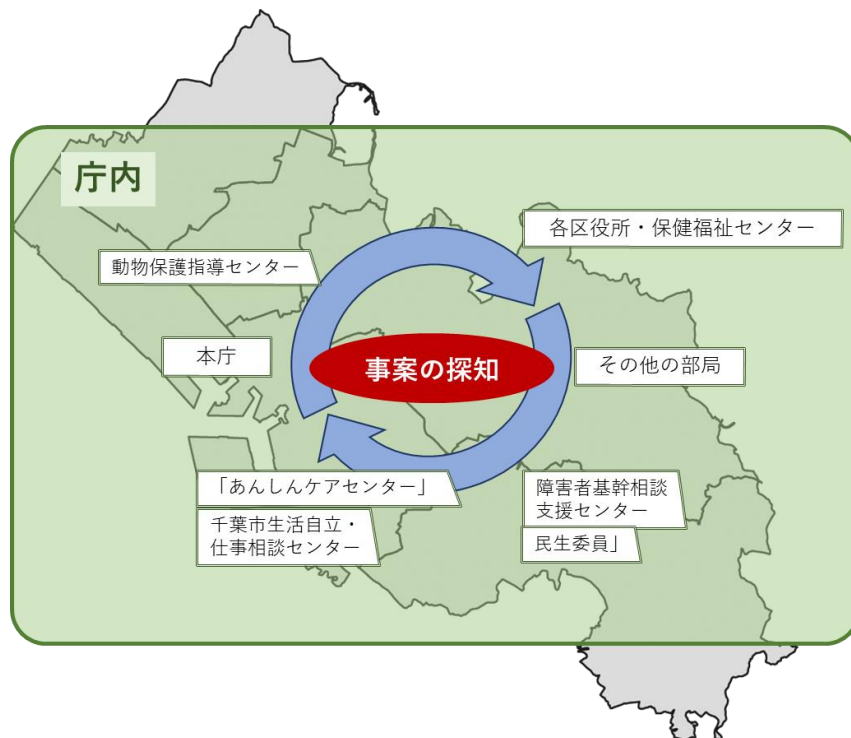 庁内
各区役所・保健福祉センター
動物保護指導センター
本庁
事案の探知
その他の部局
「あんしんケアセンター」
千葉市生活自立・
仕事相談センター
障害者基幹相談
支援センター
民生委員」